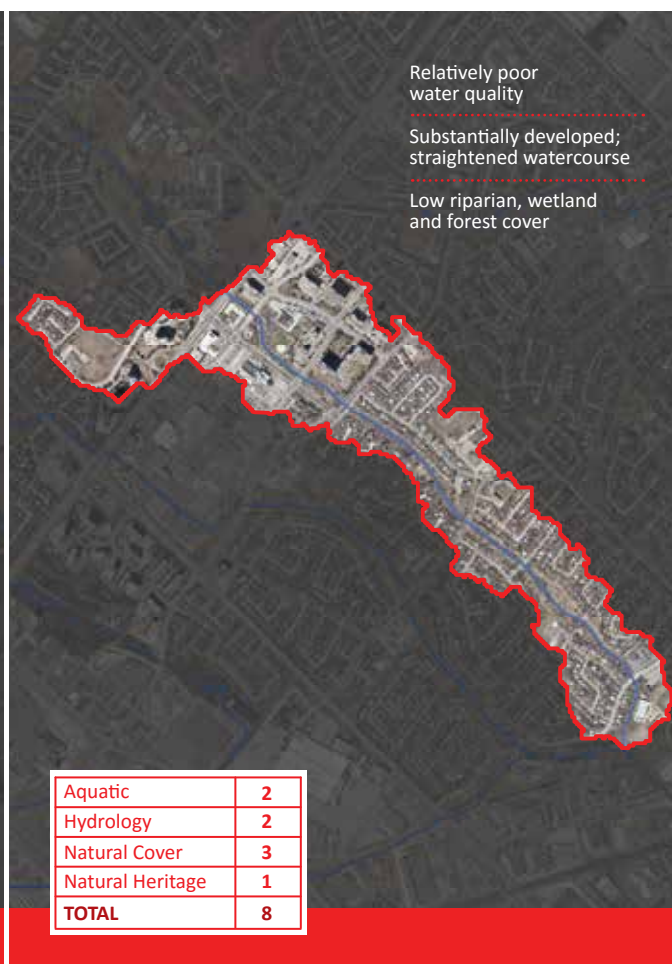 Relatively poor
water quality
Substantially developed;
straightened watercourse
Low riparian, wetland
and forest cover
Aquatic 2
Hydrology 2
Natural Cover 3
Natural Heritage 1
TOTAL 8